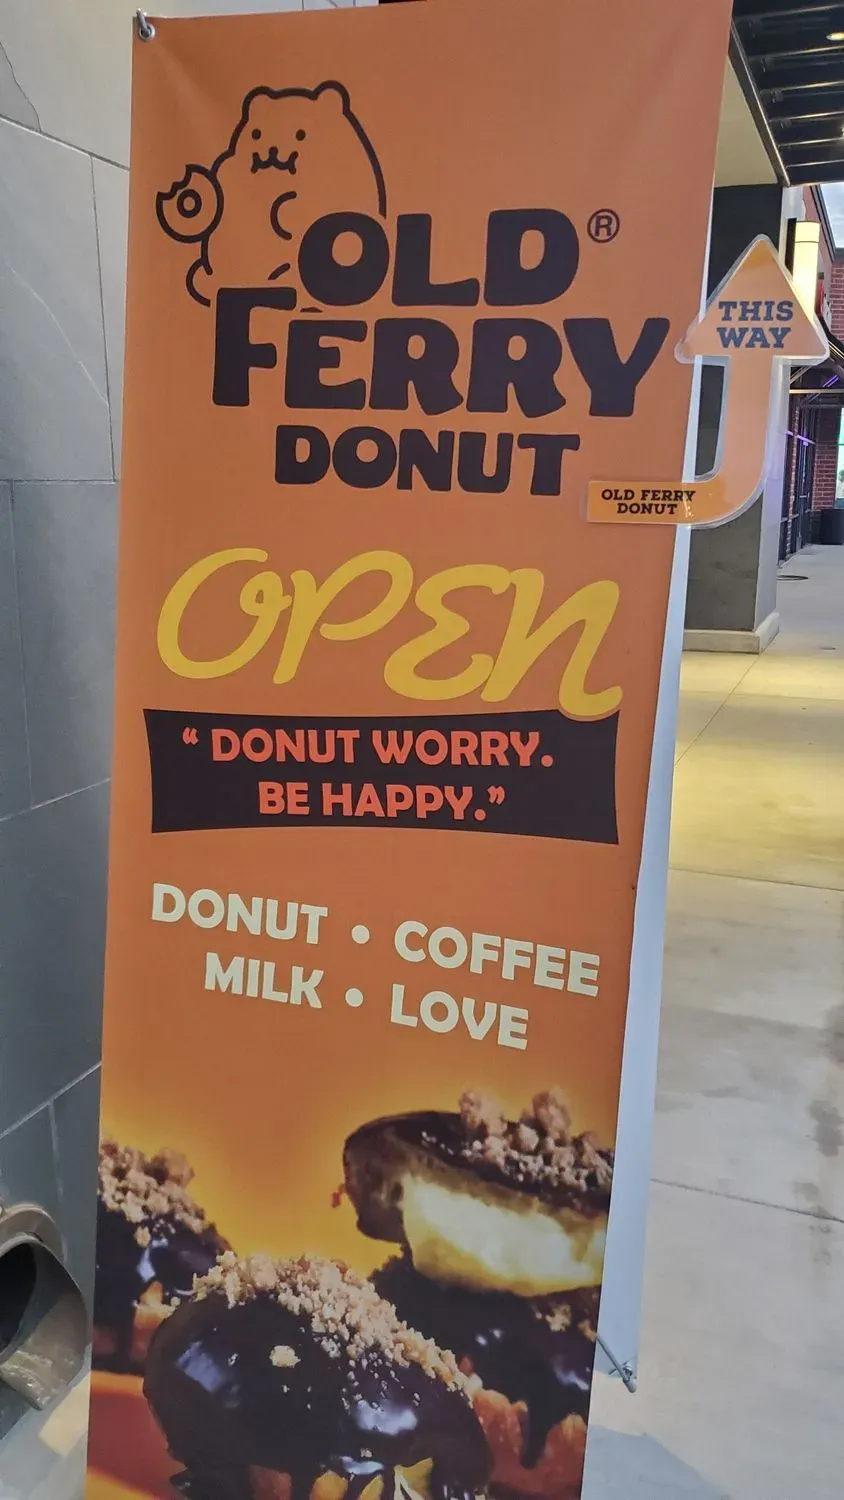 OLD®
FERRY
DONUT
THIS
WAY
OLD FERRY
DONUT
OPEN
“ DONUT WORRY.
BE HAPPY.”
DONUT • COFFEE
MILK • LOVE